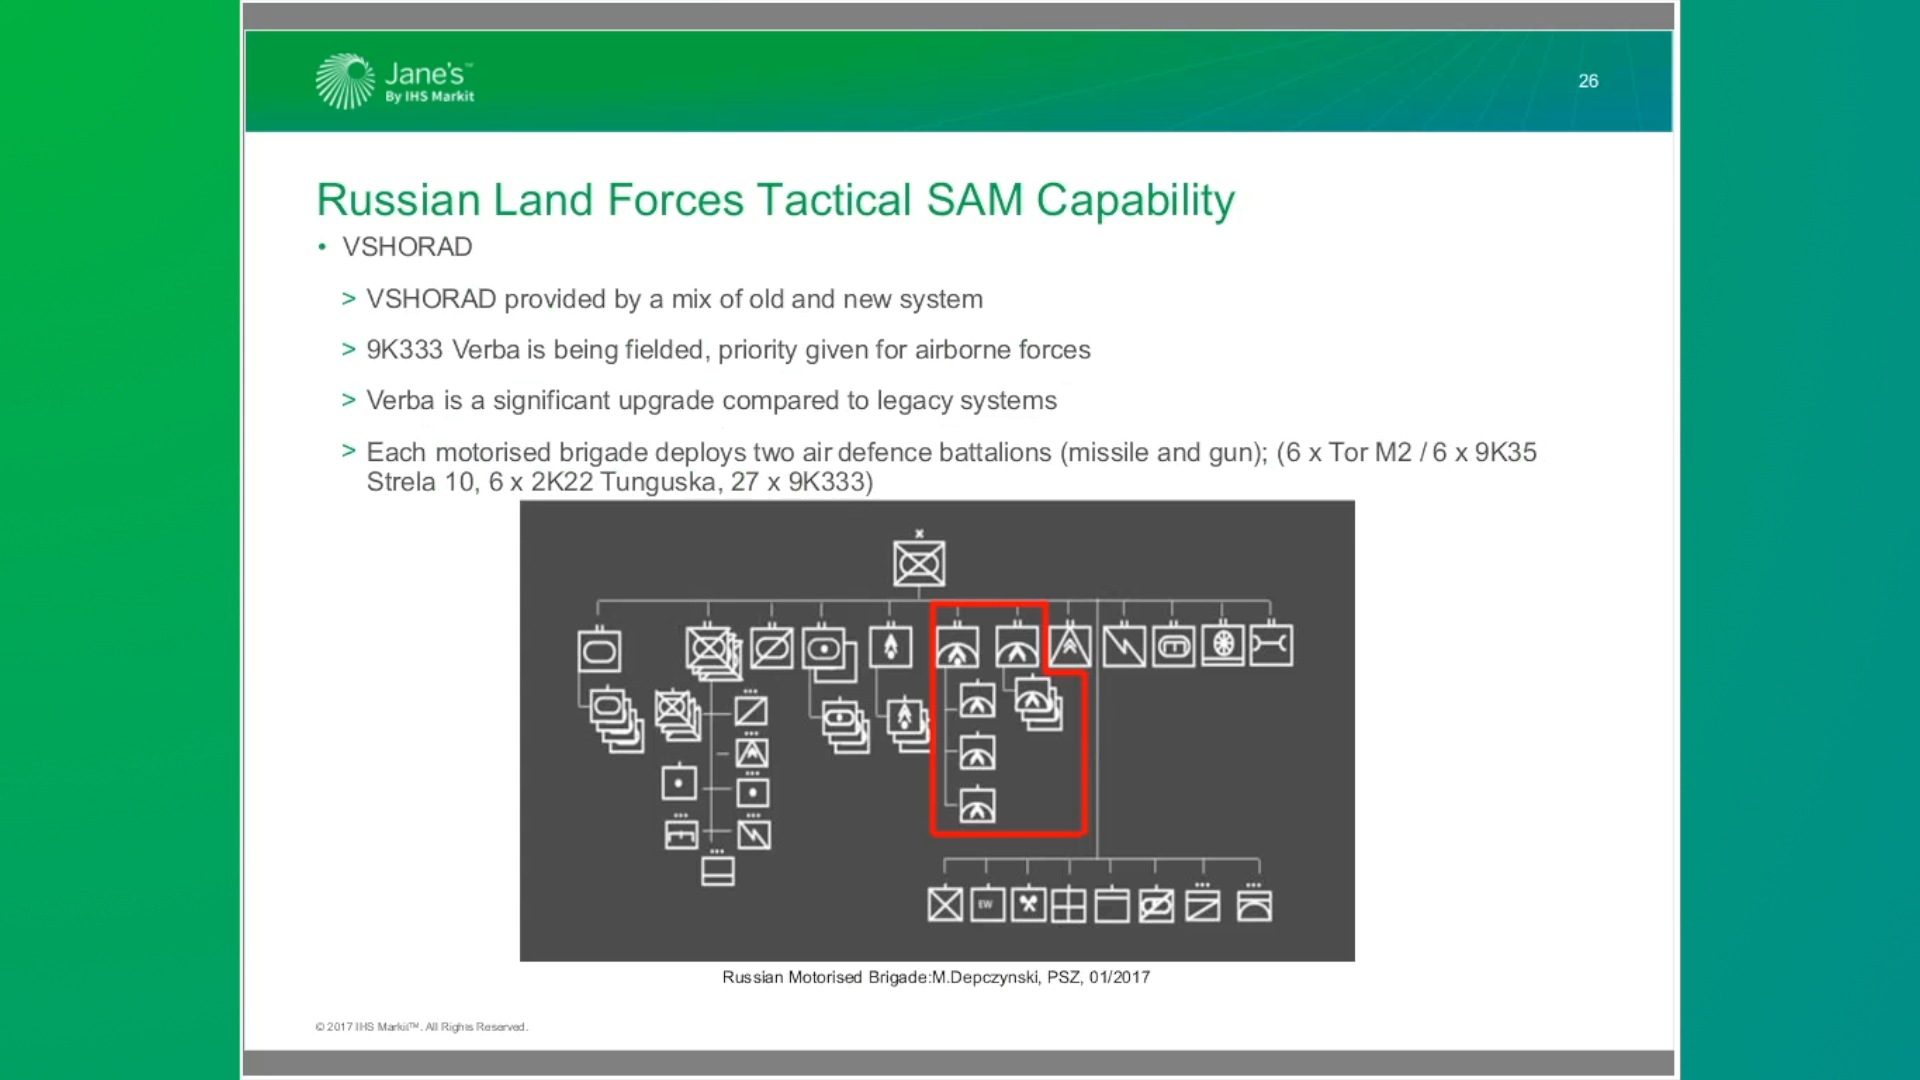 Jane's™
By IHS Markit
26
Russian Land Forces Tactical SAM Capability
• VSHORAD
> VSHORAD provided by a mix of old and new system
> 9K333 Verba is being fielded, priority given for airborne forces
> Verba is a significant upgrade compared to legacy systems
> Each motorised brigade deploys two air defence battalions (missile and gun); (6 x Tor M2 / 6 x 9K35
Strela 10, 6 x 2K22 Tunguska, 27 x 9K333)
x
EW
Russian Motorised Brigade:M.Depczynski, PSZ, 01/2017
© 2017 IHS Markit™. All Rights Reserved.